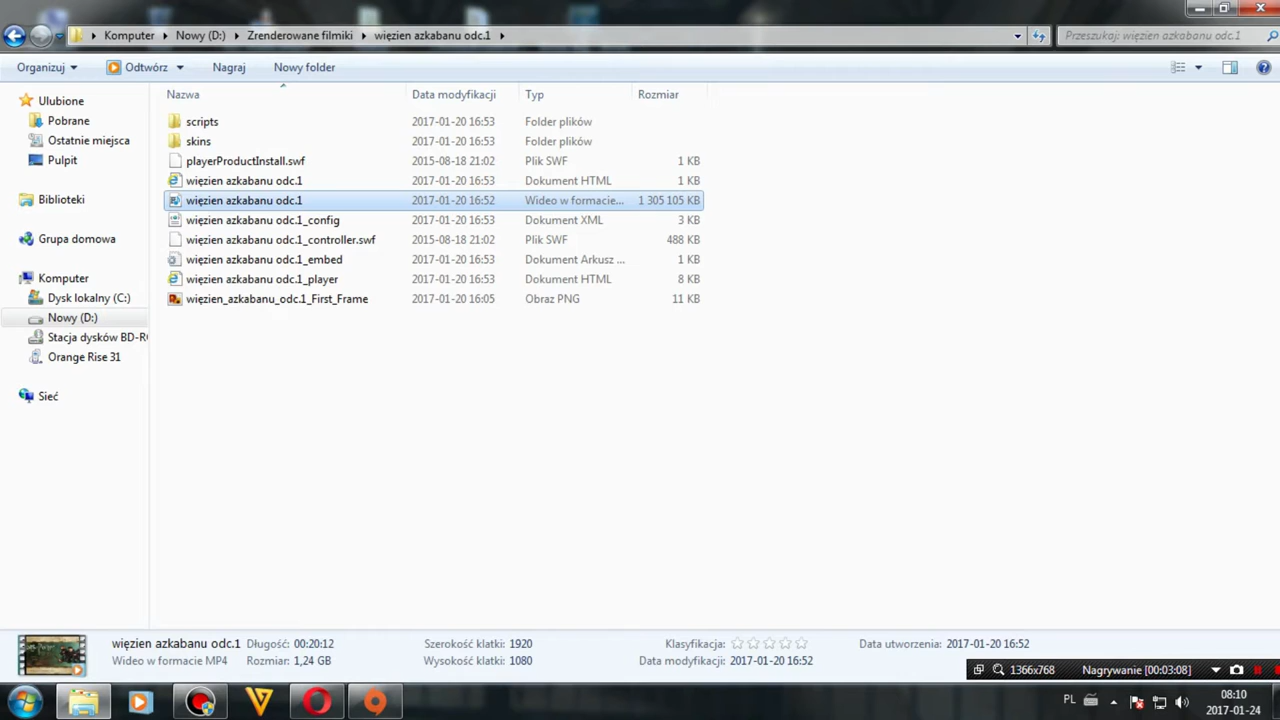 Komputer Nowy (D:) Zrenderowane filmiki więzien azkabanu odc.1
Przeszukaj: więzien azkabanu odc.1
Organizuj Odtwórz Nagraj Nowy folder
Ulubione
Pobrane
Ostatnie miejsca
Pulpit
Biblioteki
Grupa domowa
Komputer
Dysk lokalny (C:)
Nowy (D:)
Stacja dysków BD-R
Orange Rise 31
Sieć
Nazwa Data modyfikacji Typ Rozmiar
scripts 2017-01-20 16:53 Folder plików
skins 2017-01-20 16:53 Folder plików
playerProductInstall.swf 2015-08-18 21:02 Plik SWF 1 KB
więzien azkabanu odc.1 2017-01-20 16:53 Dokument HTML 1 KB
więzien azkabanu odc.1 2017-01-20 16:52 Wideo w formacie... 1 305 105 KB
więzien azkabanu odc.1_config 2017-01-20 16:53 Dokument XML 3 KB
więzien azkabanu odc.1_controller.swf 2015-08-18 21:02 Plik SWF 488 KB
więzien azkabanu odc.1_embed 2017-01-20 16:53 Dokument Arkusz ... 1 KB
więzien azkabanu odc.1_player 2017-01-20 16:53 Dokument HTML 8 KB
więzien_azkabanu_odc.1_First_Frame 2017-01-20 16:05 Obraz PNG 11 KB
więzien azkabanu odc.1 Długość: 00:20:12 Szerokość klatki: 1920 Klasyfikacja: Data utworzenia: 2017-01-20 16:52
Wideo w formacie MP4 Rozmiar: 1,24 GB Wysokość klatki: 1080 Data modyfikacji: 2017-01-20 16:52
1366x768 Nagrywanie [00:03:08]
PL 08:10
2017-01-24